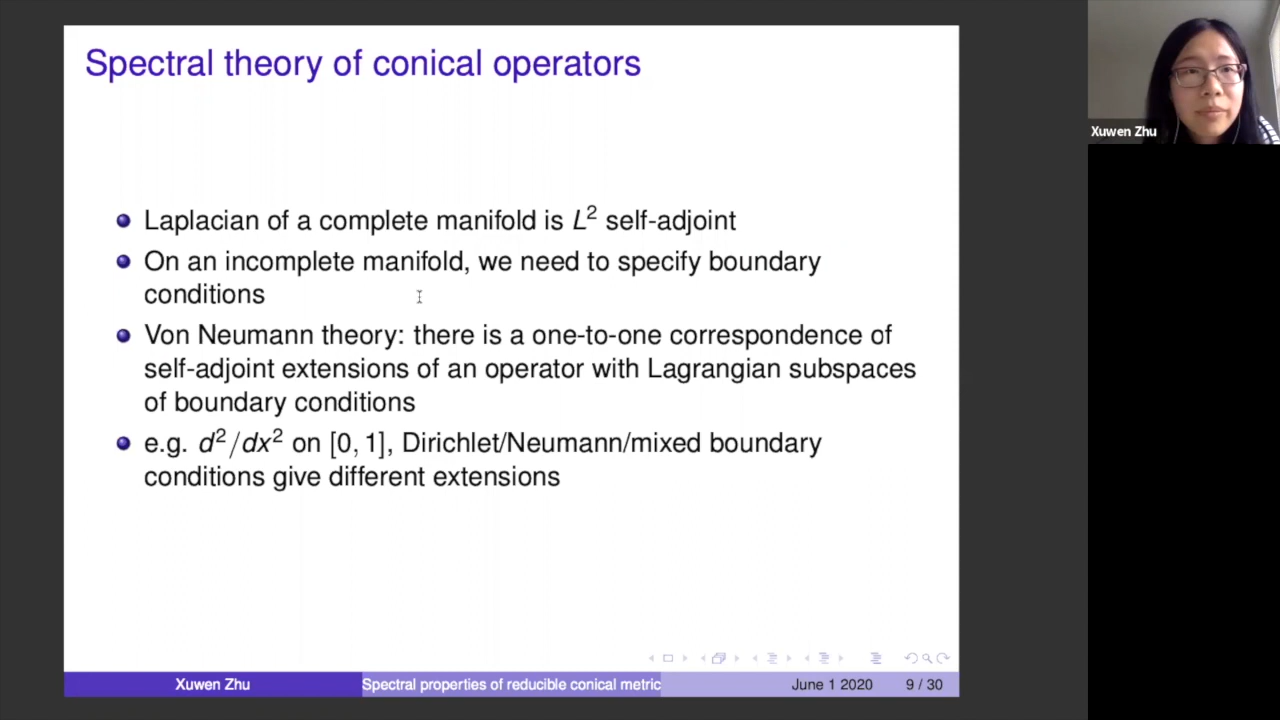 Spectral theory of conical operators
Laplacian of a complete manifold is L² self-adjoint
On an incomplete manifold, we need to specify boundary
conditions
Von Neumann theory: there is a one-to-one correspondence of
self-adjoint extensions of an operator with Lagrangian subspaces
of boundary conditions
e.g. d²/dx² on [0, 1], Dirichlet/Neumann/mixed boundary
conditions give different extensions
Xuwen Zhu
Spectral properties of reducible conical metric
June 1 2020
9 / 30
Xuwen Zhu